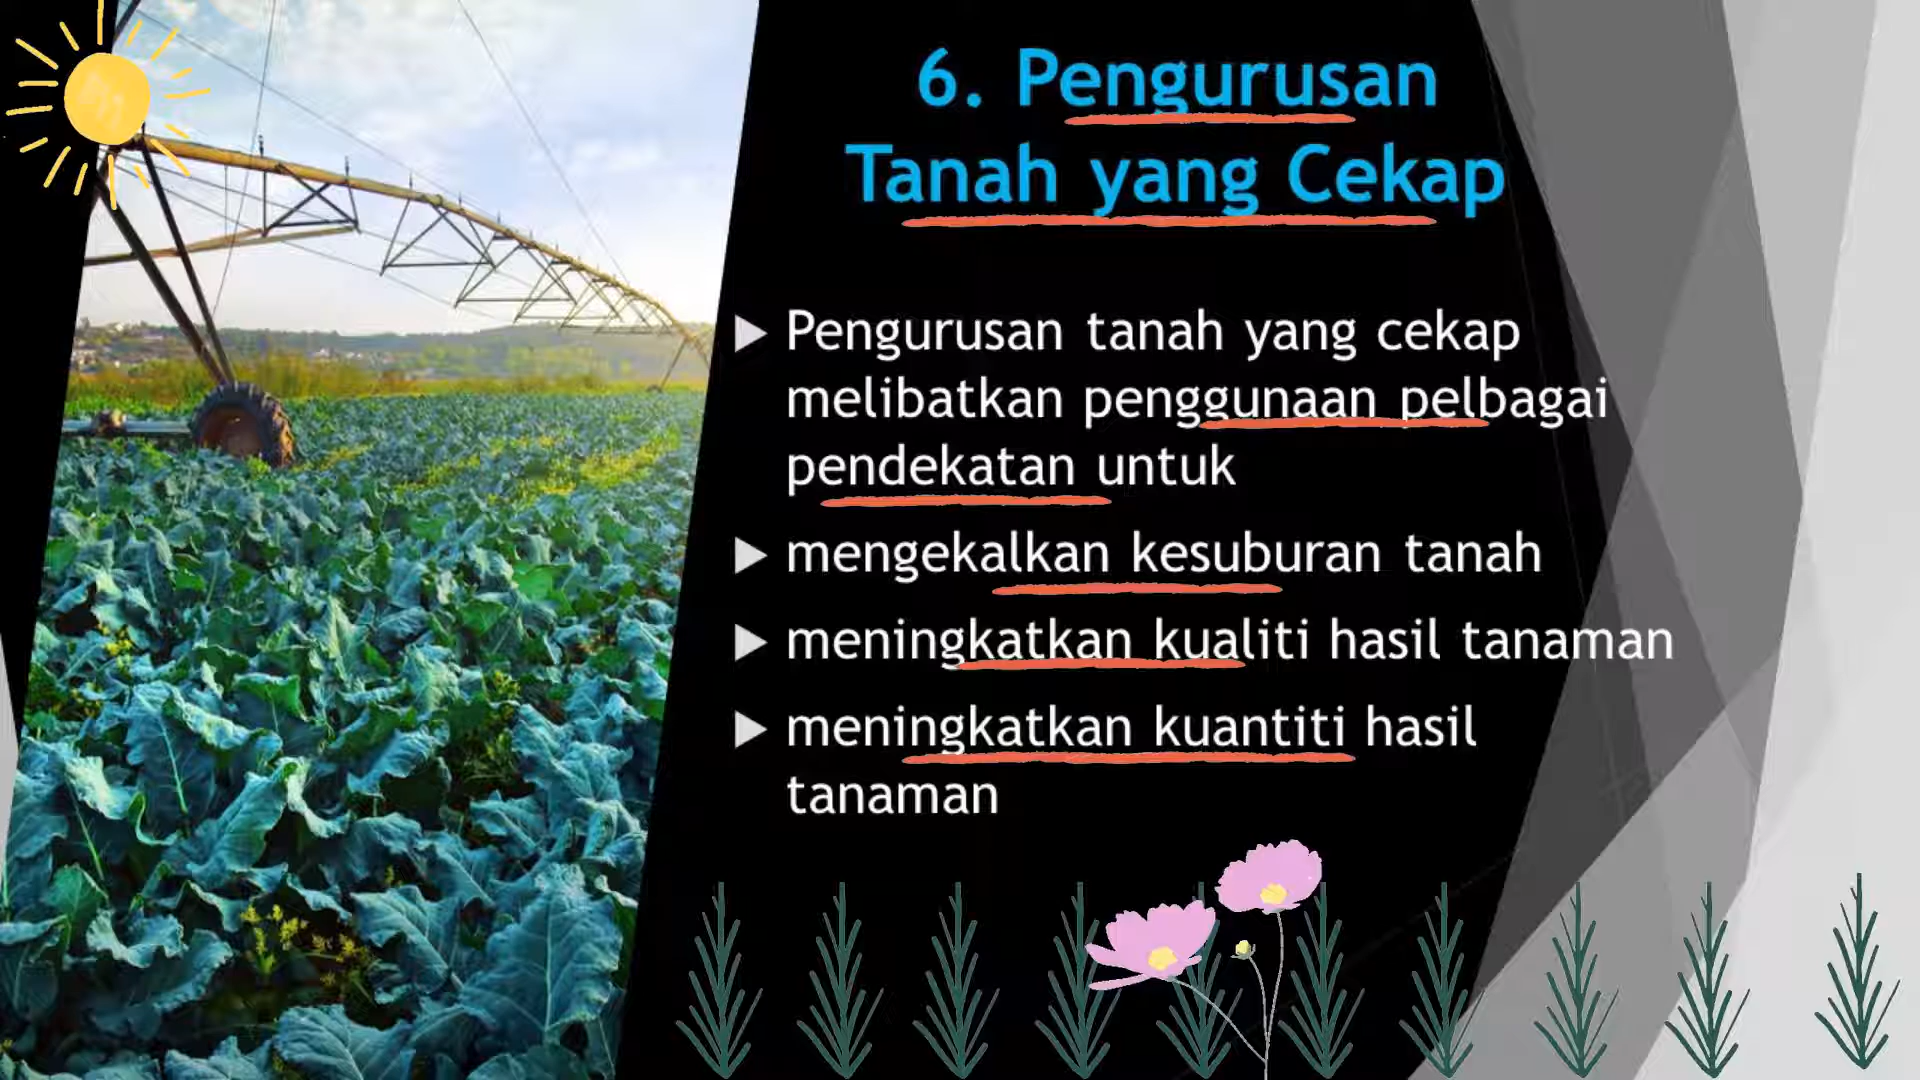 6. Pengurusan
Tanah yang Cekap
Pengurusan tanah yang cekap
melibatkan penggunaan pelbagai
pendekatan untuk
mengekalkan kesuburan tanah
meningkatkan kualiti hasil tanaman
meningkatkan kuantiti hasil
tanaman